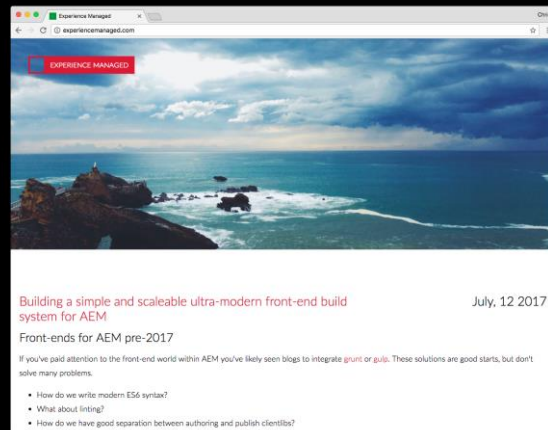 Experience Managed
experiencemanaged.com
EXPERIENCE MANAGED
Building a simple and scaleable ultra-modern front-end build
system for AEM
July, 12 2017
Front-ends for AEM pre-2017
If you've paid attention to the front-end world within AEM you've likely seen blogs to integrate grunt or gulp. These solutions are good starts, but don't
solve many problems.
• How do we write modern ES6 syntax?
• What about linting?
• How do we have good separation between authoring and publish clientlibs?